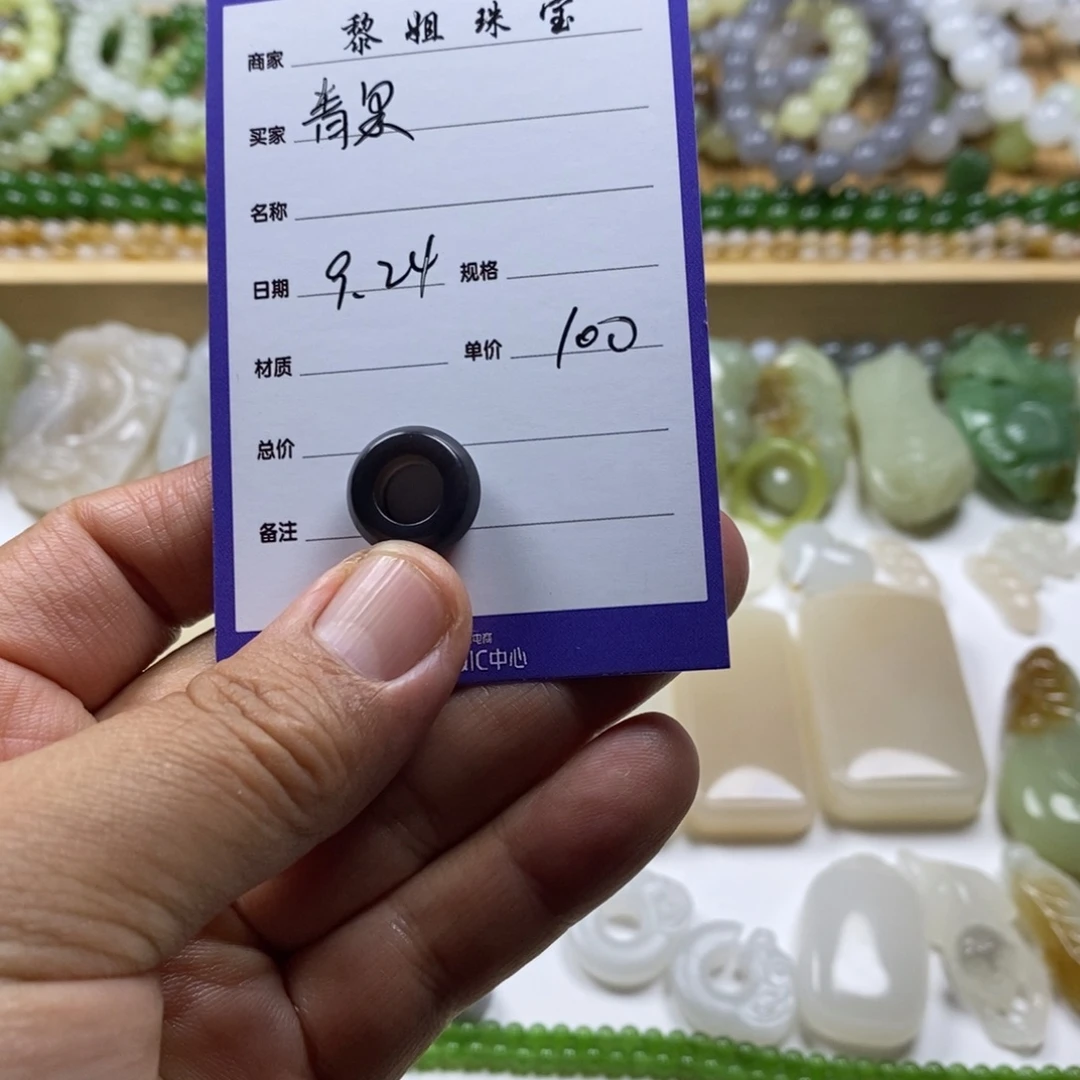 商家 黎姐珠宝
买家 青果
名称
日期 9.24 规格
材质 单价 100
总价
备注
IC中心